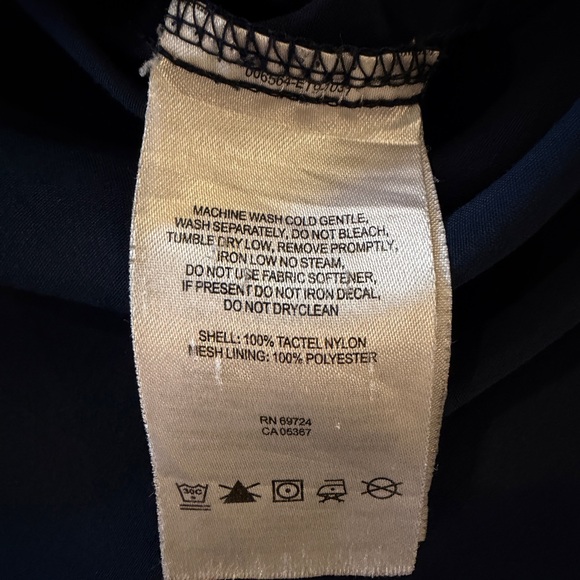 MACHINE WASH COLD GENTLE,
WASH SEPARATELY, DO NOT BLEACH,
TUMBLE DRY LOW, REMOVE PROMPTLY,
IRON LOW NO STEAM,
DO NOT USE FABRIC SOFTENER,
IF PRESENT DO NOT IRON DECAL,
DO NOT DRYCLEAN
SHELL: 100% TACTEL NYLON
MESH LINING: 100% POLYESTER
RN 69724
CA 05367
30C